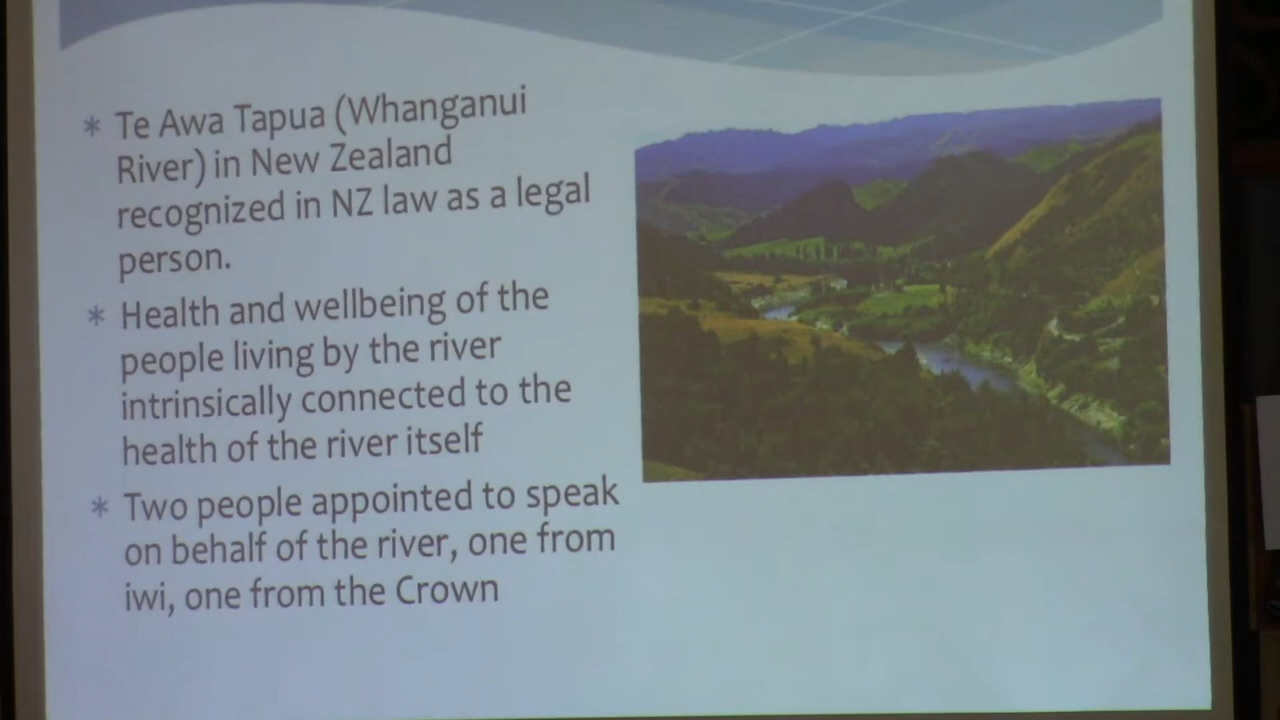 * Te Awa Tapua (Whanganui
River) in New Zealand
recognized in NZ law as a legal
person.
* Health and wellbeing of the
people living by the river
intrinsically connected to the
health of the river itself
* Two people appointed to speak
on behalf of the river, one from
iwi, one from the Crown